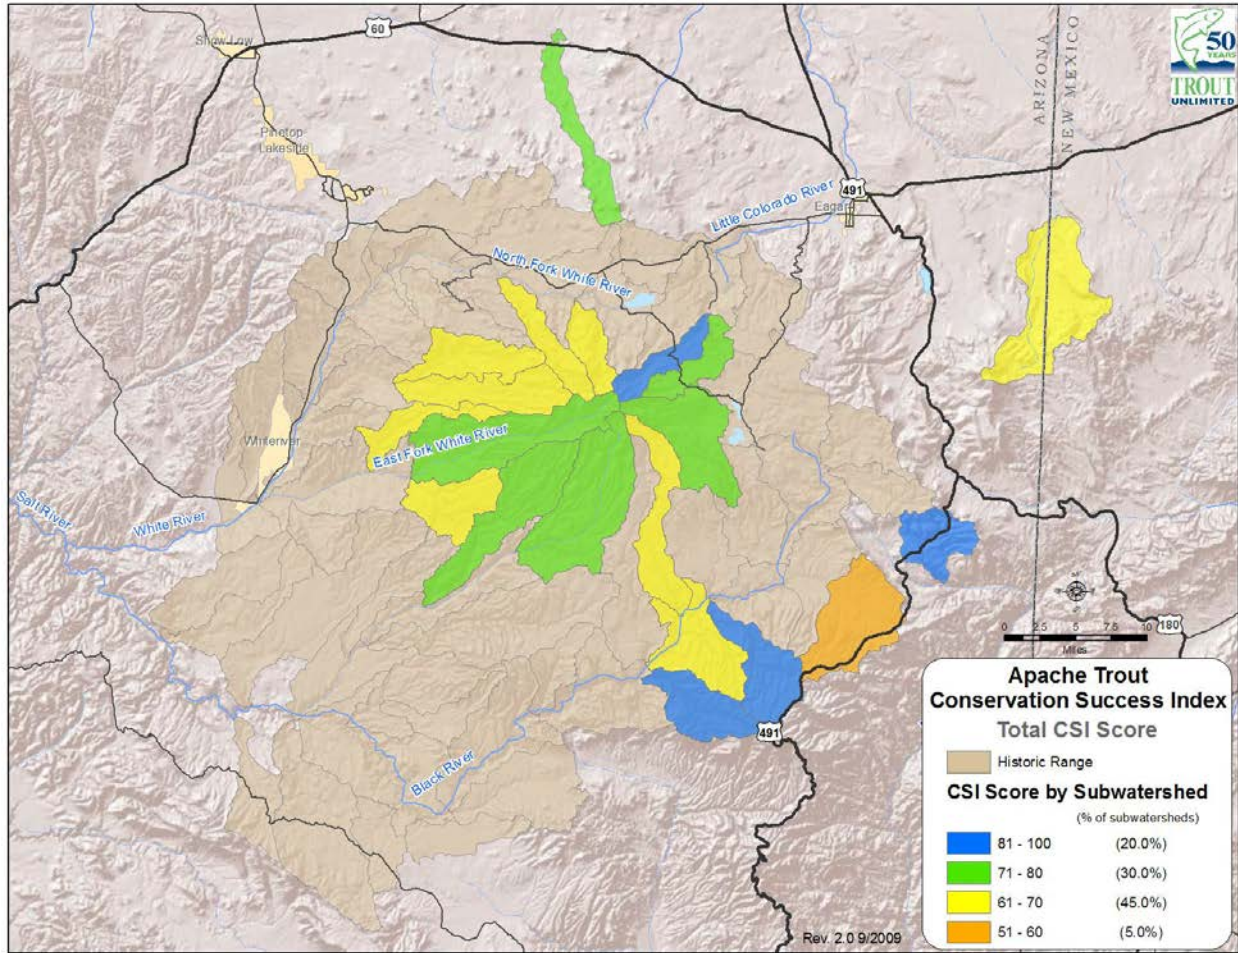 60
Show Low
Pinetop-
Lakeside
ARIZONA
NEW MEXICO
50
YEARS
TROUT
UNLIMITED
491
Eagar
Little Colorado River
North Fork White River
Whiteriver
East Fork White River
Salt River
White River
Black River
491
0 2.5 5 7.5 10
Miles
180
Apache Trout
Conservation Success Index
Total CSI Score
Historic Range
CSI Score by Subwatershed
(% of subwatersheds)
81 - 100 (20.0%)
71 - 80 (30.0%)
61 - 70 (45.0%)
51 - 60 (5.0%)
Rev. 2.0 9/2009